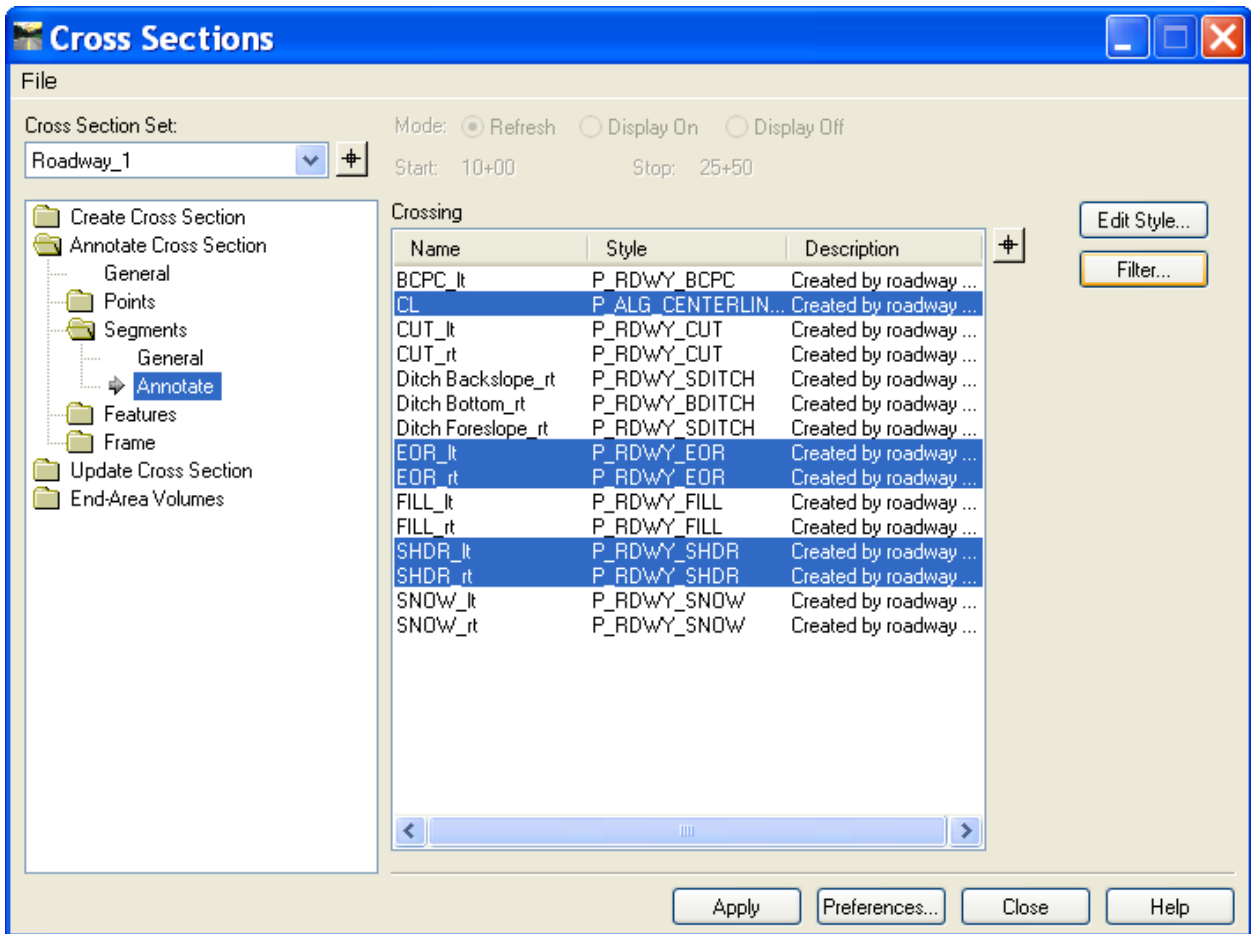 Cross Sections
File
Cross Section Set:
Roadway_1
Mode: Refresh Display On Display Off
Start: 10+00 Stop: 25+50
Create Cross Section
Annotate Cross Section
General
Points
Segments
General
Annotate
Features
Frame
Update Cross Section
End-Area Volumes
Crossing
Name Style Description
BCPC_lt P_RDWY_BCPC Created by roadway ...
CL P_ALG_CENTERLIN... Created by roadway ...
CUT_lt P_RDWY_CUT Created by roadway ...
CUT_rt P_RDWY_CUT Created by roadway ...
Ditch Backslope_rt P_RDWY_SDITCH Created by roadway ...
Ditch Bottom_rt P_RDWY_BDITCH Created by roadway ...
Ditch Foreslope_rt P_RDWY_SDITCH Created by roadway ...
EOR_lt P_RDWY_EOR Created by roadway ...
EOR_rt P_RDWY_EOR Created by roadway ...
FILL_lt P_RDWY_FILL Created by roadway ...
FILL_rt P_RDWY_FILL Created by roadway ...
SHDR_lt P_RDWY_SHDR Created by roadway ...
SHDR_rt P_RDWY_SHDR Created by roadway ...
SNOW_lt P_RDWY_SNOW Created by roadway ...
SNOW_rt P_RDWY_SNOW Created by roadway ...
Edit Style...
Filter...
Apply Preferences... Close Help